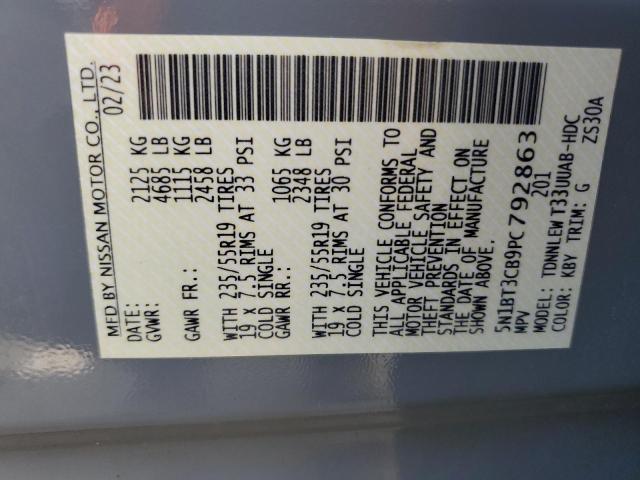 MFD BY NISSAN MOTOR CO., LTD.
DATE: 02/23
GVWR: 2125 KG
4685 LB
GAWR FR.: 1115 KG
2458 LB
WITH 235/55R19 TIRES
19 X 7.5 RIMS AT 33 PSI
COLD SINGLE
GAWR RR.: 1065 KG
2348 LB
WITH 235/55R19 TIRES
19 X 7.5 RIMS AT 30 PSI
COLD SINGLE
THIS VEHICLE CONFORMS TO
ALL APPLICABLE FEDERAL
MOTOR VEHICLE SAFETY AND
THEFT PREVENTION
STANDARDS IN EFFECT ON
THE DATE OF MANUFACTURE
SHOWN ABOVE.
5N1BT3CB9PC792863
MPV 201
MODEL: TDNNLEW T33UUAB-HDC
COLOR: KBY TRIM: G ZS30A